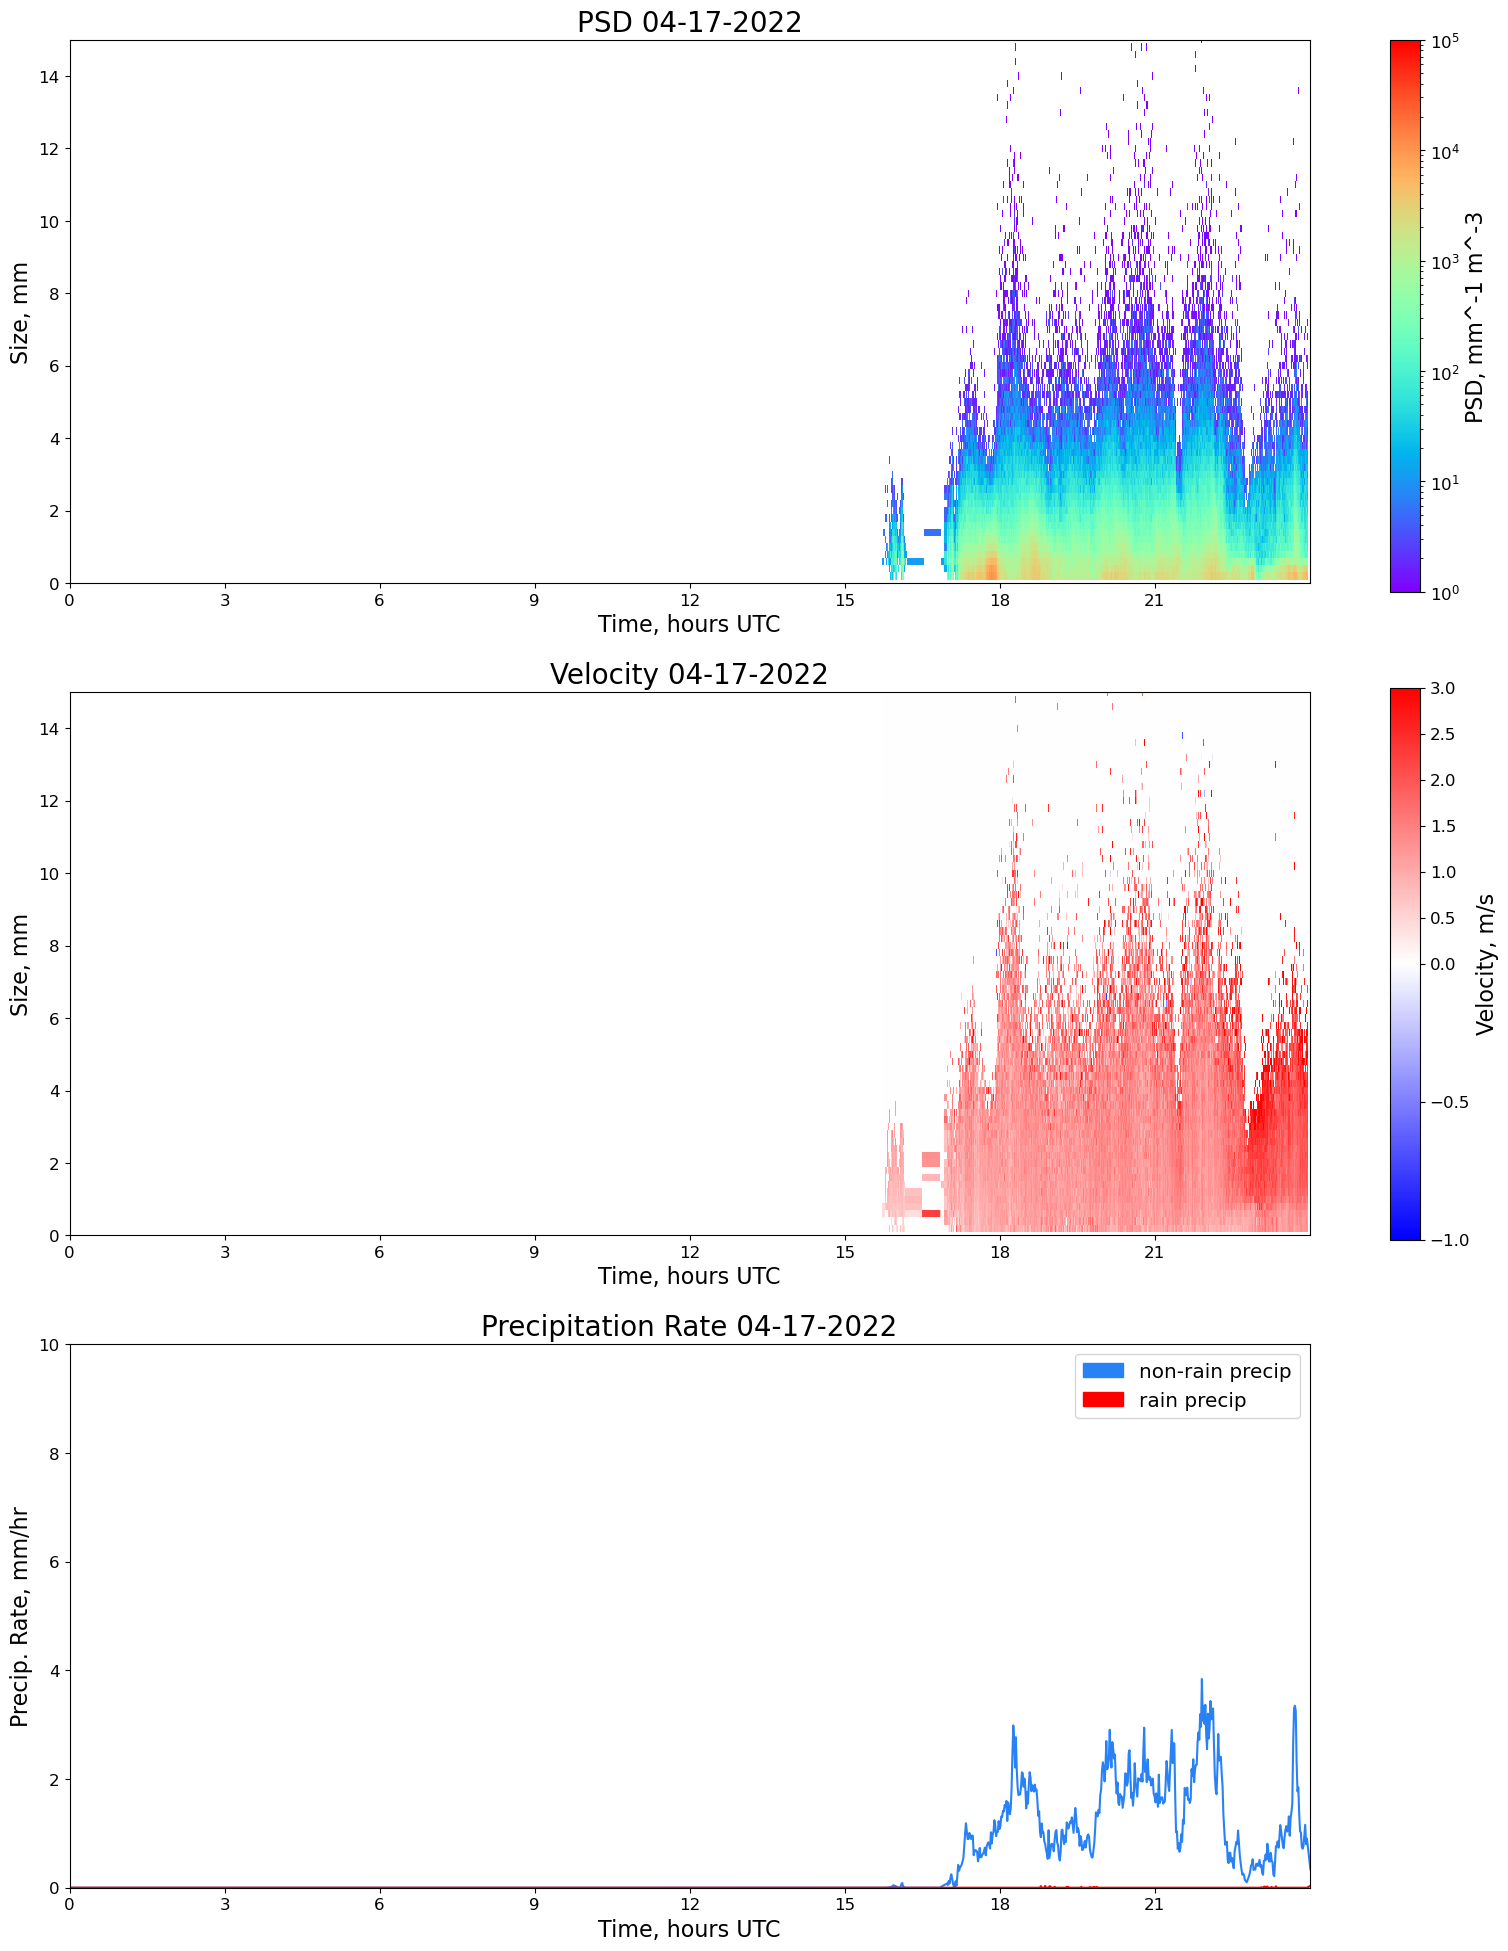 PSD 04-17-2022
14
12
10
8
6
4
2
0
Size, mm
0 3 6 9 12 15 18 21
Time, hours UTC
10^5
10^4
10^3
10^2
10^1
10^0
PSD, mm^-1 m^-3
Velocity 04-17-2022
14
12
10
8
6
4
2
0
Size, mm
0 3 6 9 12 15 18 21
Time, hours UTC
3.0
2.5
2.0
1.5
1.0
0.5
0.0
−0.5
−1.0
Velocity, m/s
Precipitation Rate 04-17-2022
10
8
6
4
2
0
Precip. Rate, mm/hr
non-rain precip
rain precip
0 3 6 9 12 15 18 21
Time, hours UTC